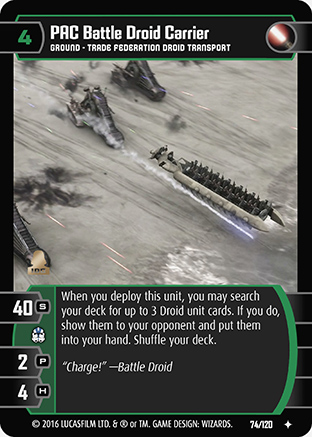 4
PAC Battle Droid Carrier
GROUND - TRADE FEDERATION DROID TRANSPORT
40 S
2 P
4 H
When you deploy this unit, you may search
your deck for up to 3 Droid unit cards. If you do,
show them to your opponent and put them
into your hand. Shuffle your deck.
“Charge!” —Battle Droid
© 2016 LUCASFILM LTD. & ® or TM. GAME DESIGN: WIZARDS.
74/120